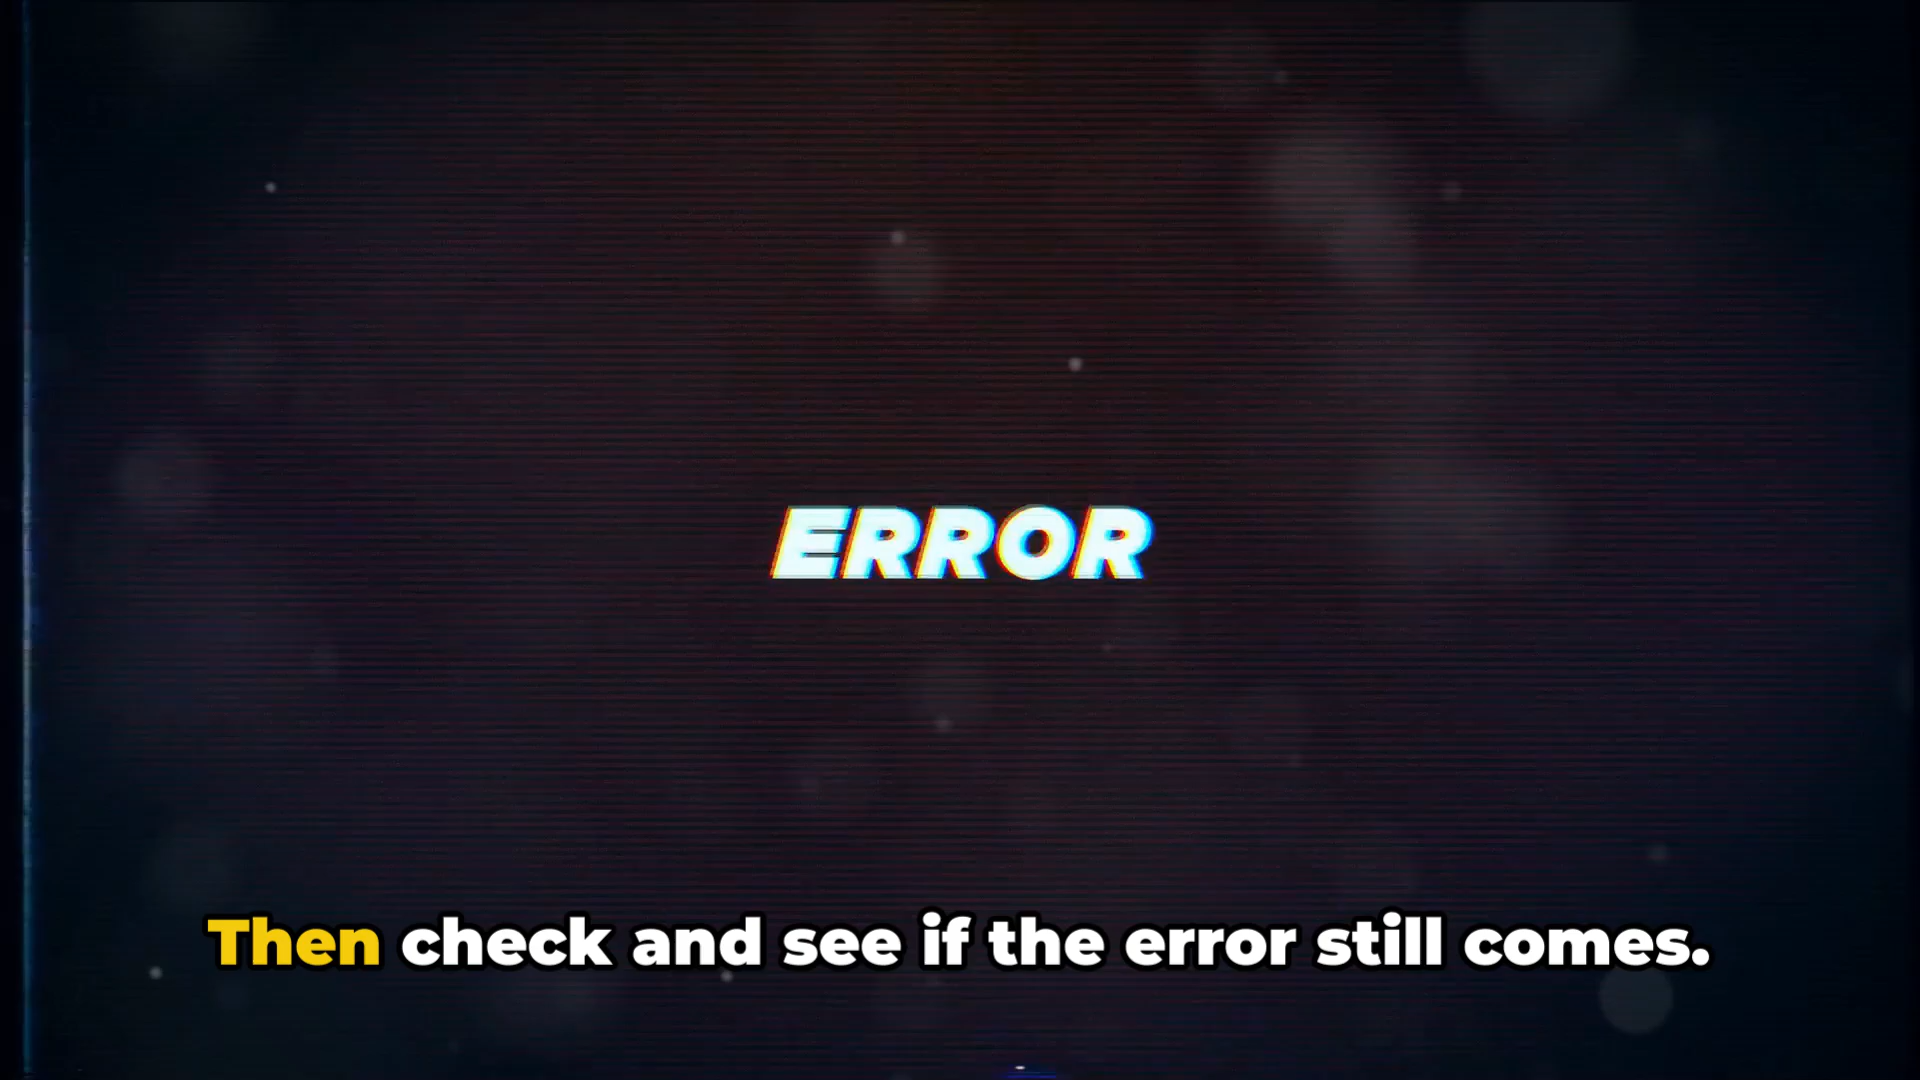 ERROR
Then check and see if the error still comes.